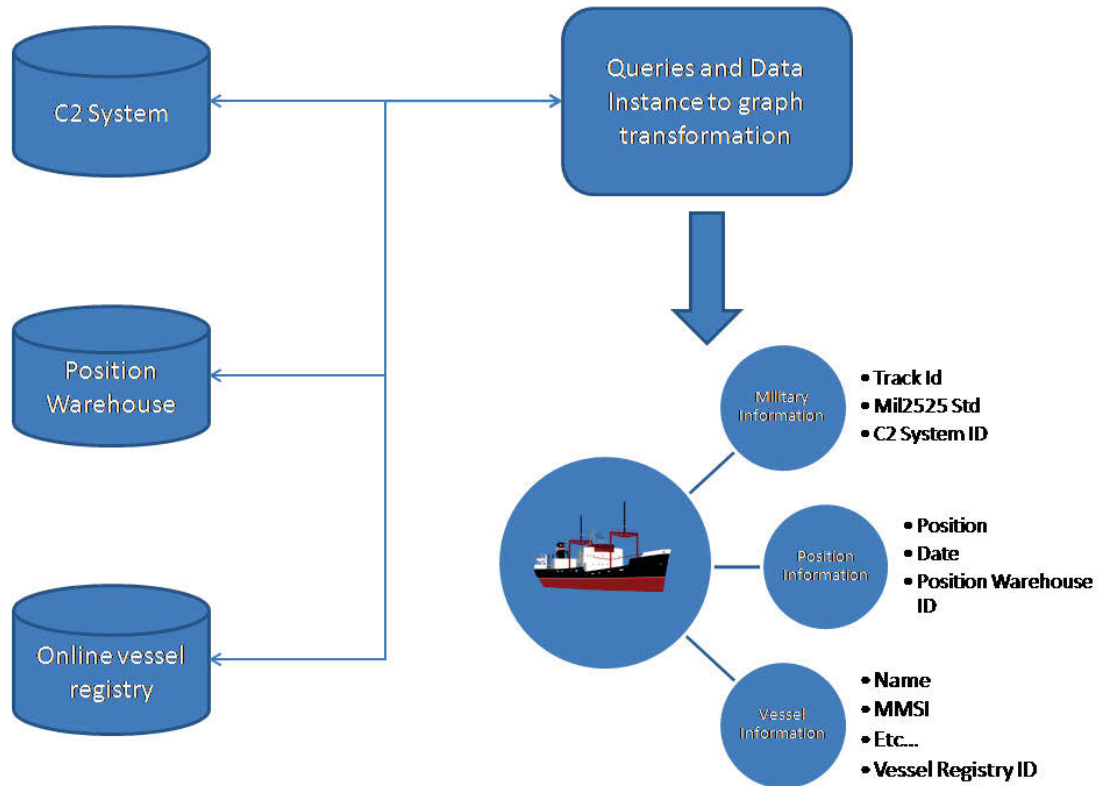 C2 System
Queries and Data
Instance to graph
transformation
Position
Warehouse
Online vessel
registry
Military
Information
• Track Id
• Mil2525 Std
• C2 System ID
Position
Information
• Position
• Date
• Position Warehouse
ID
Vessel
Information
• Name
• MMSI
• Etc...
• Vessel Registry ID